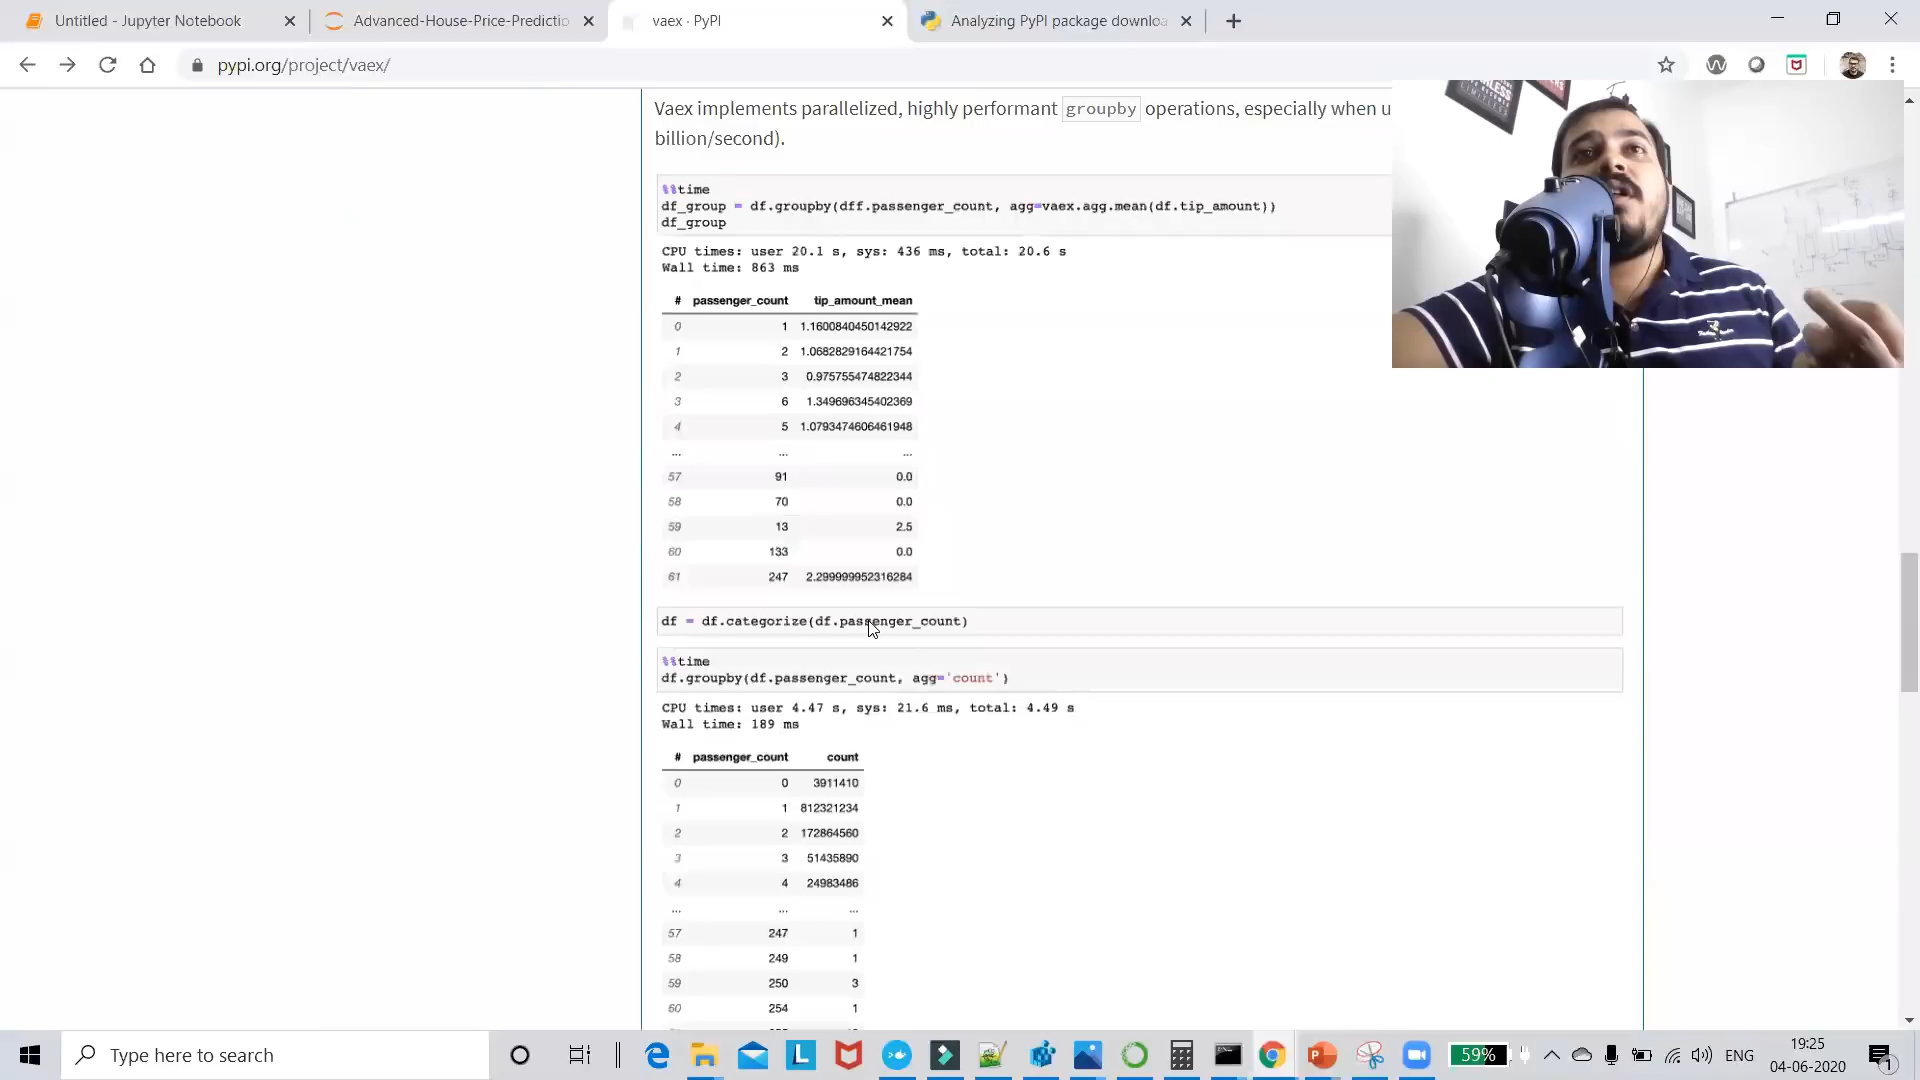 Untitled - Jupyter Notebook
Advanced-House-Price-Predictio
vaex · PyPI
Analyzing PyPI package downloa
pypi.org/project/vaex/
Vaex implements parallelized, highly performant groupby operations, especially when u
billion/second).
%%time
df_group = df.groupby(dff.passenger_count, agg=vaex.agg.mean(df.tip_amount))
df_group
CPU times: user 20.1 s, sys: 436 ms, total: 20.6 s
Wall time: 863 ms
# passenger_count tip_amount_mean
0 1 1.1600840450142922
1 2 1.0682829164421754
2 3 0.975755474822344
3 6 1.349696345402369
4 5 1.0793474606461948
... ... ...
57 91 0.0
58 70 0.0
59 13 2.5
60 133 0.0
61 247 2.299999952316284
df = df.categorize(df.passenger_count)
%%time
df.groupby(df.passenger_count, agg='count')
CPU times: user 4.47 s, sys: 21.6 ms, total: 4.49 s
Wall time: 189 ms
# passenger_count count
0 0 3911410
1 1 812321234
2 2 172864560
3 3 51435890
4 4 24983486
... ... ...
57 247 1
58 249 1
59 250 3
60 254 1
Type here to search
59%
ENG
19:25
04-06-2020
1